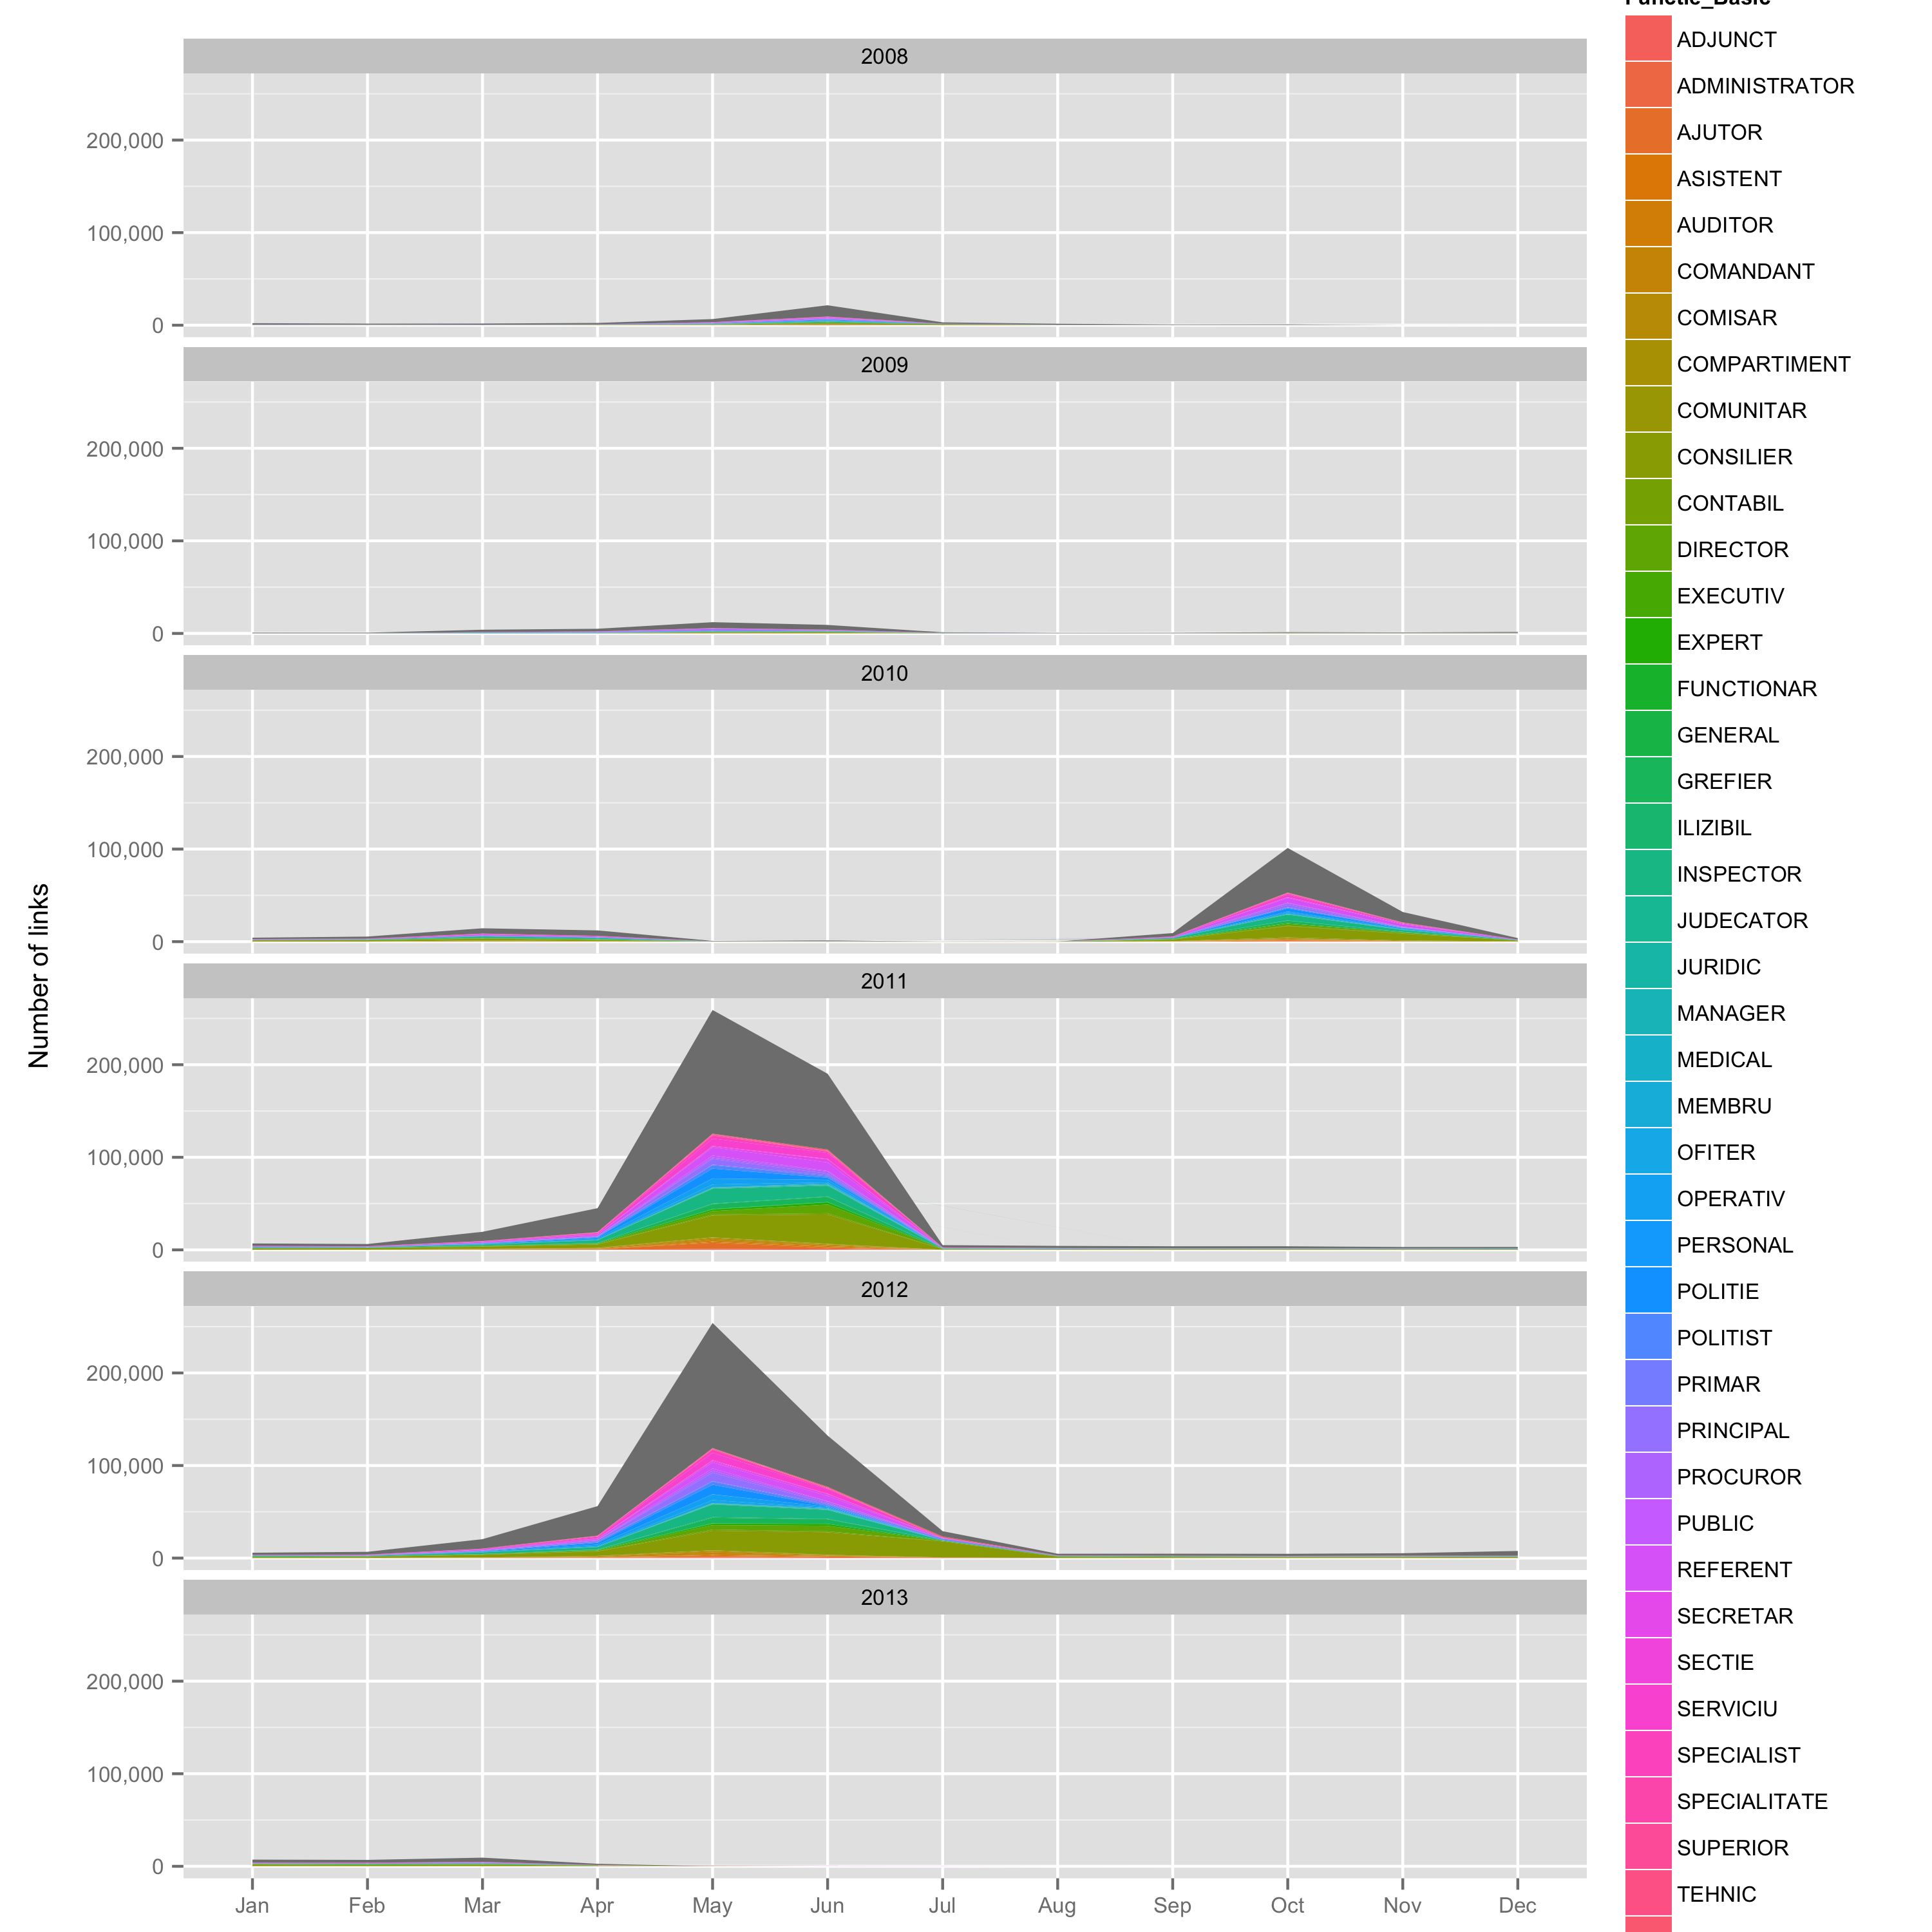 2008
200,000
100,000
0
2009
200,000
100,000
0
2010
200,000
100,000
0
2011
200,000
100,000
0
2012
200,000
100,000
0
2013
200,000
100,000
0
Jan Feb Mar Apr May Jun Jul Aug Sep Oct Nov Dec
Number of links
ADJUNCT
ADMINISTRATOR
AJUTOR
ASISTENT
AUDITOR
COMANDANT
COMISAR
COMPARTIMENT
COMUNITAR
CONSILIER
CONTABIL
DIRECTOR
EXECUTIV
EXPERT
FUNCTIONAR
GENERAL
GREFIER
ILIZIBIL
INSPECTOR
JUDECATOR
JURIDIC
MANAGER
MEDICAL
MEMBRU
OFITER
OPERATIV
PERSONAL
POLITIE
POLITIST
PRIMAR
PRINCIPAL
PROCUROR
PUBLIC
REFERENT
SECRETAR
SECTIE
SERVICIU
SPECIALIST
SPECIALITATE
SUPERIOR
TEHNIC